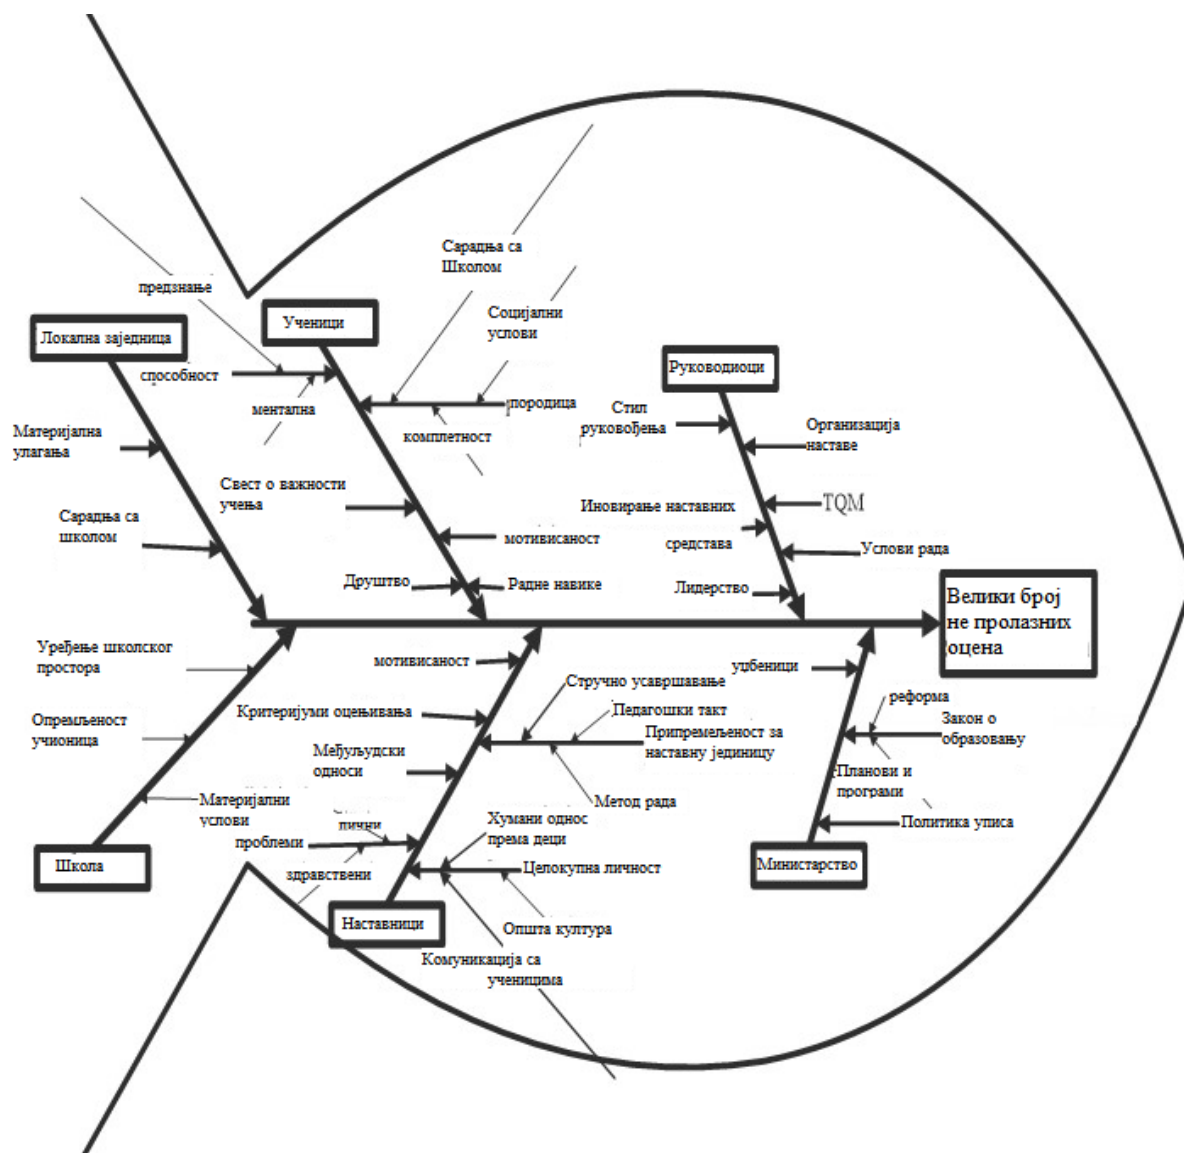 Сарадња са
Школом
предзнање
Социјални
услови
Ученици
Локална заједница
Руководиоци
способност
ментална
породица
комплетност
Стил
руковођења
Организација
наставе
Материјална
улагања
Свест о важности
учења
Иновирање наставних
средстава
TQM
Сарадња са
школом
мотивисаност
Услови рада
Друштво
Радне навике
Лидерство
Велики број
не пролазних
оцена
Уређење школског
простора
мотивисаност
уџбеници
Стручно усавршавање
Педагошки такт
реформа
Критеријуми оцењивања
Припремељеност за
наставну јединицу
Закон о
образовању
Опремљеност
учионица
Међуљудски
односи
Планови и
програми
Материјални
услови
Метод рада
лични
проблеми
Хумани однос
према деци
Политика уписа
Школа
здравствени
Целокупна личност
Министарство
Наставници
Општа култура
Комуникација са
ученицима